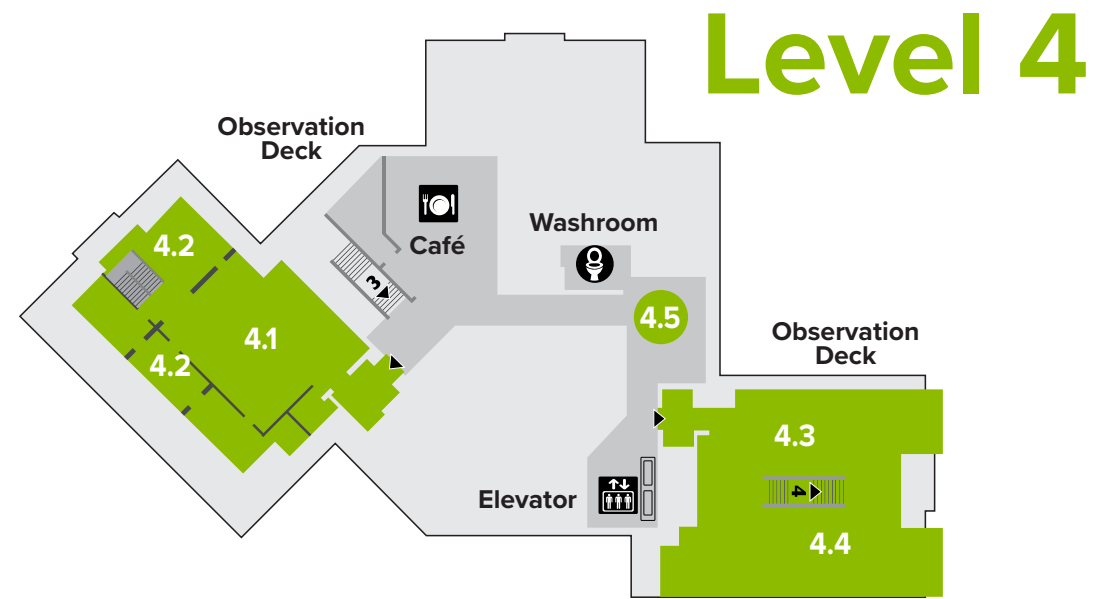 Level 4
Observation
Deck
Washroom
Café
4.2
3
4.5
4.1
Observation
Deck
4.2
4.3
4
Elevator
4.4